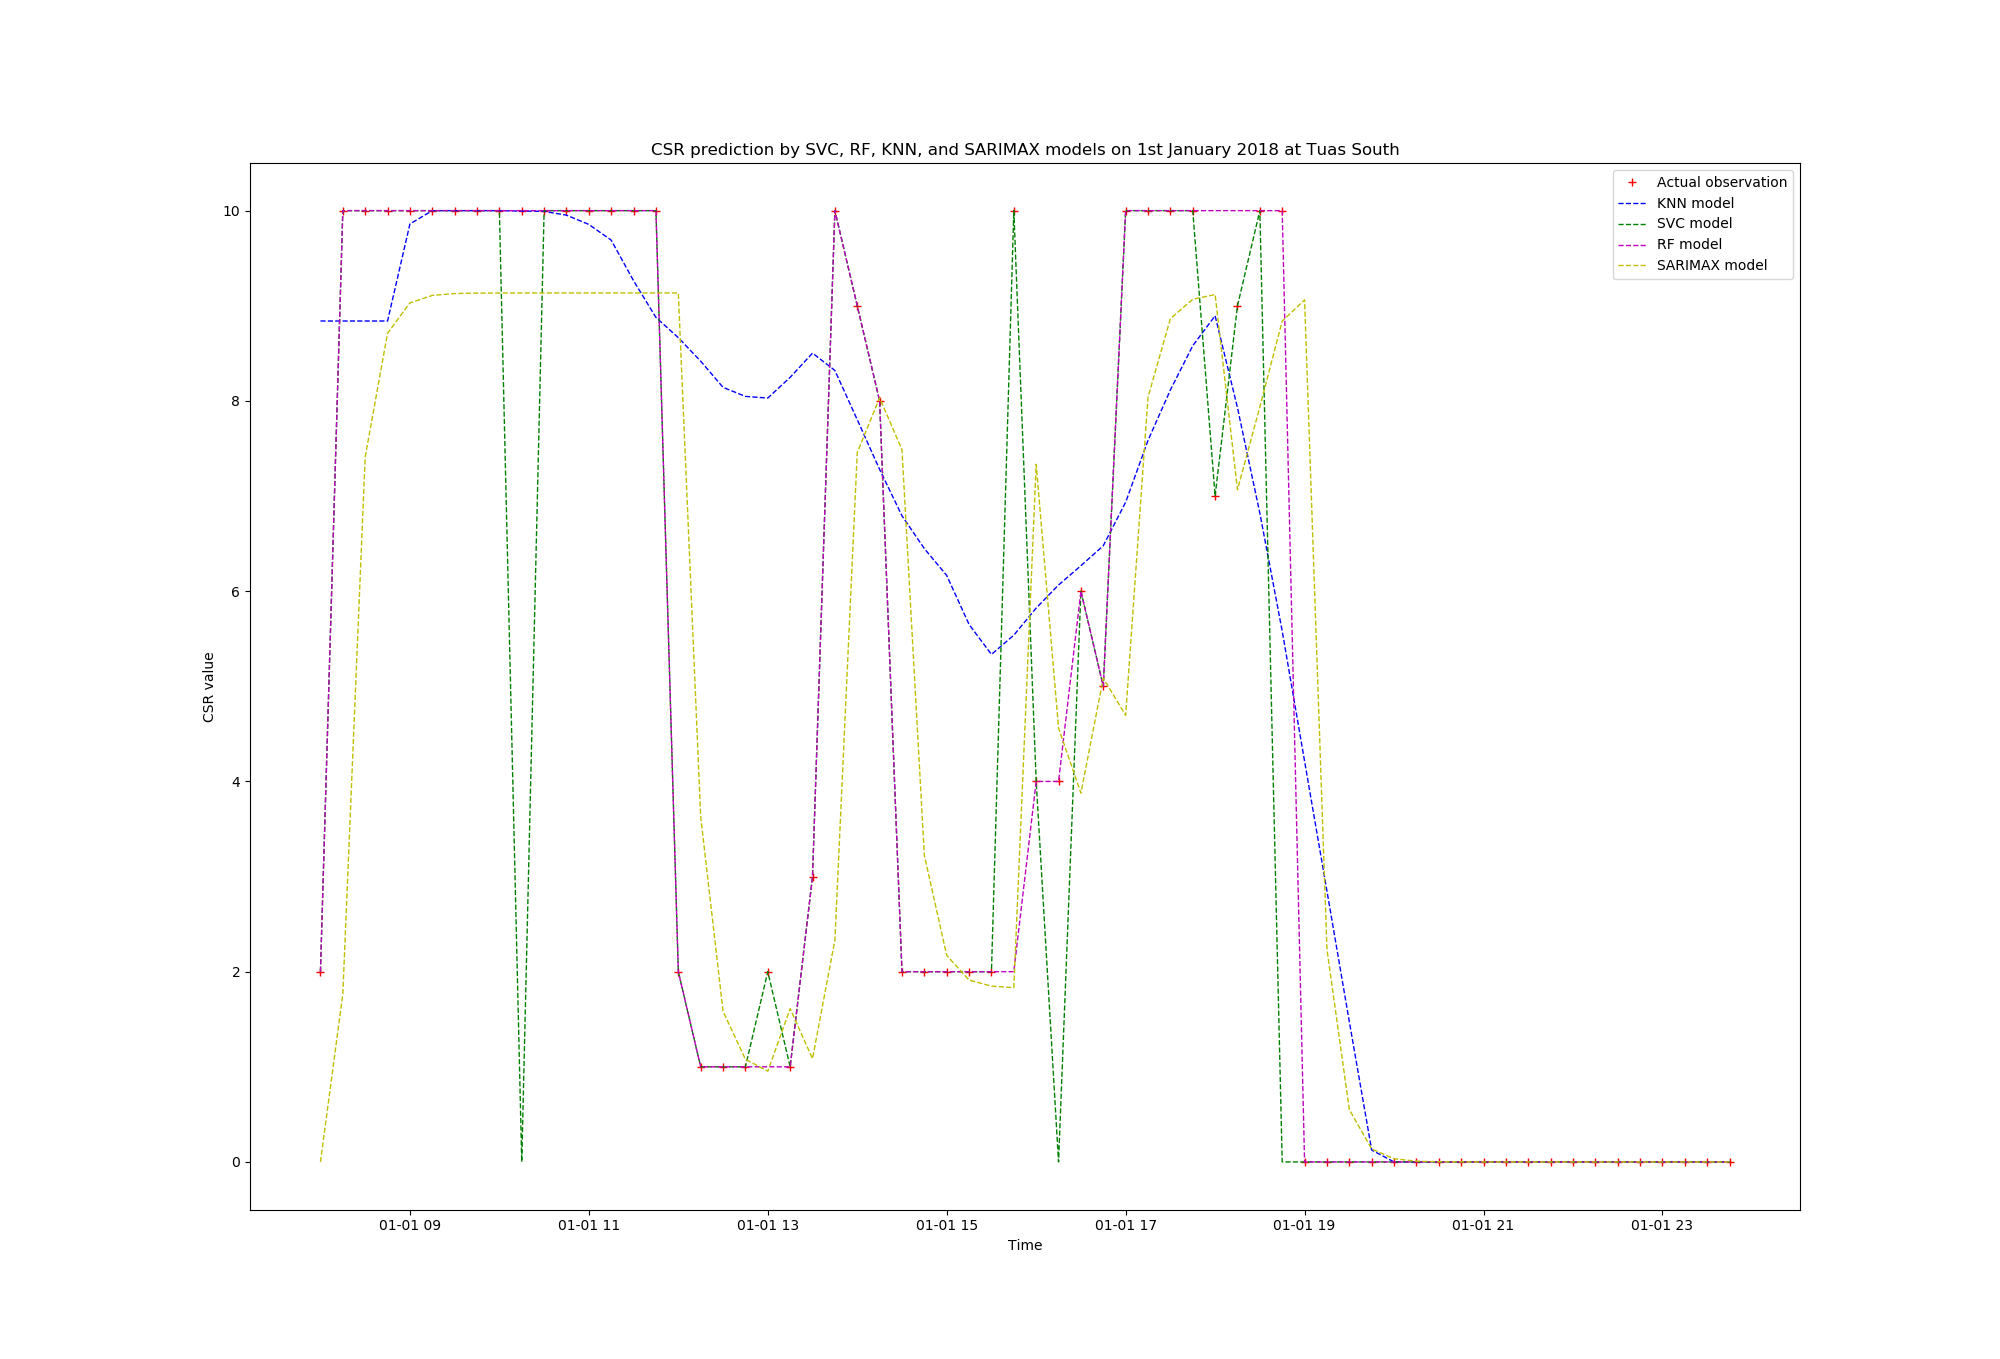 CSR prediction by SVC, RF, KNN, and SARIMAX models on 1st January 2018 at Tuas South
Actual observation
KNN model
SVC model
RF model
SARIMAX model
10
8
6
4
2
0
CSR value
01-01 09 01-01 11 01-01 13 01-01 15 01-01 17 01-01 19 01-01 21 01-01 23
Time